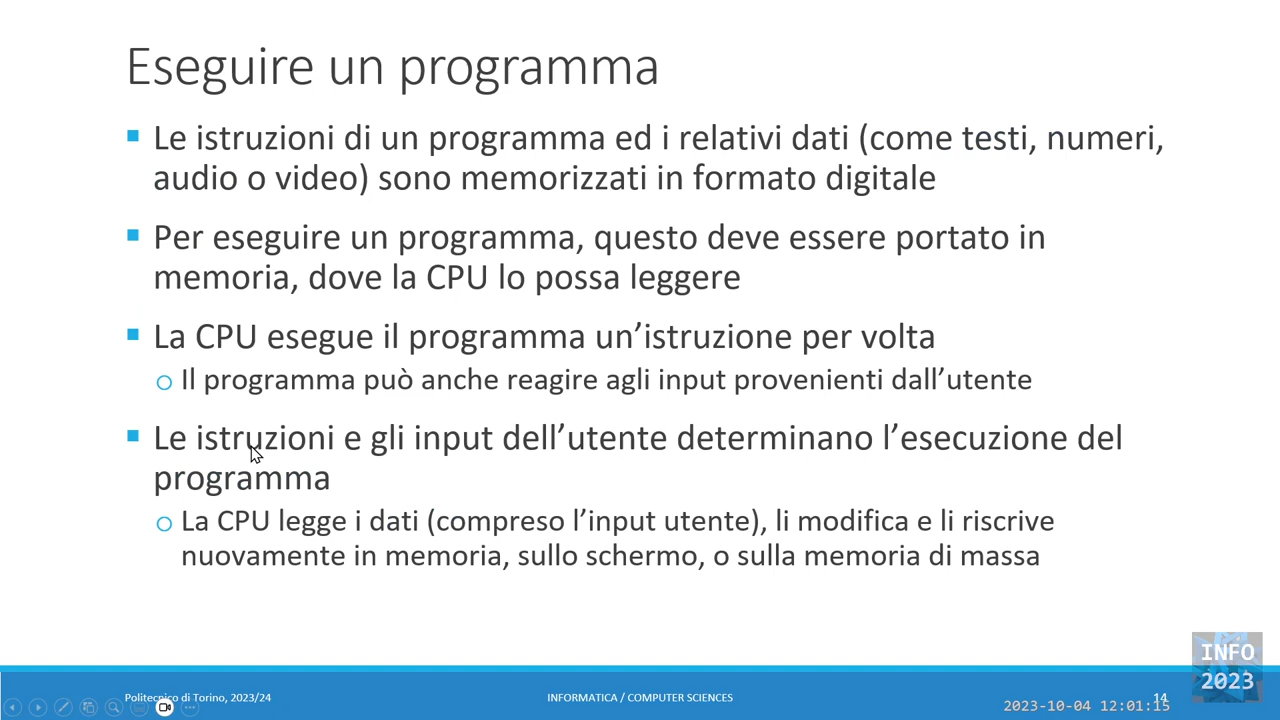 Eseguire un programma
Le istruzioni di un programma ed i relativi dati (come testi, numeri,
audio o video) sono memorizzati in formato digitale
Per eseguire un programma, questo deve essere portato in
memoria, dove la CPU lo possa leggere
La CPU esegue il programma un’istruzione per volta
Il programma può anche reagire agli input provenienti dall’utente
Le istruzioni e gli input dell’utente determinano l’esecuzione del
programma
La CPU legge i dati (compreso l’input utente), li modifica e li riscrive
nuovamente in memoria, sullo schermo, o sulla memoria di massa
INFO
2023
Politecnico di Torino, 2023/24
INFORMATICA / COMPUTER SCIENCES
14
2023-10-04 12:01:15